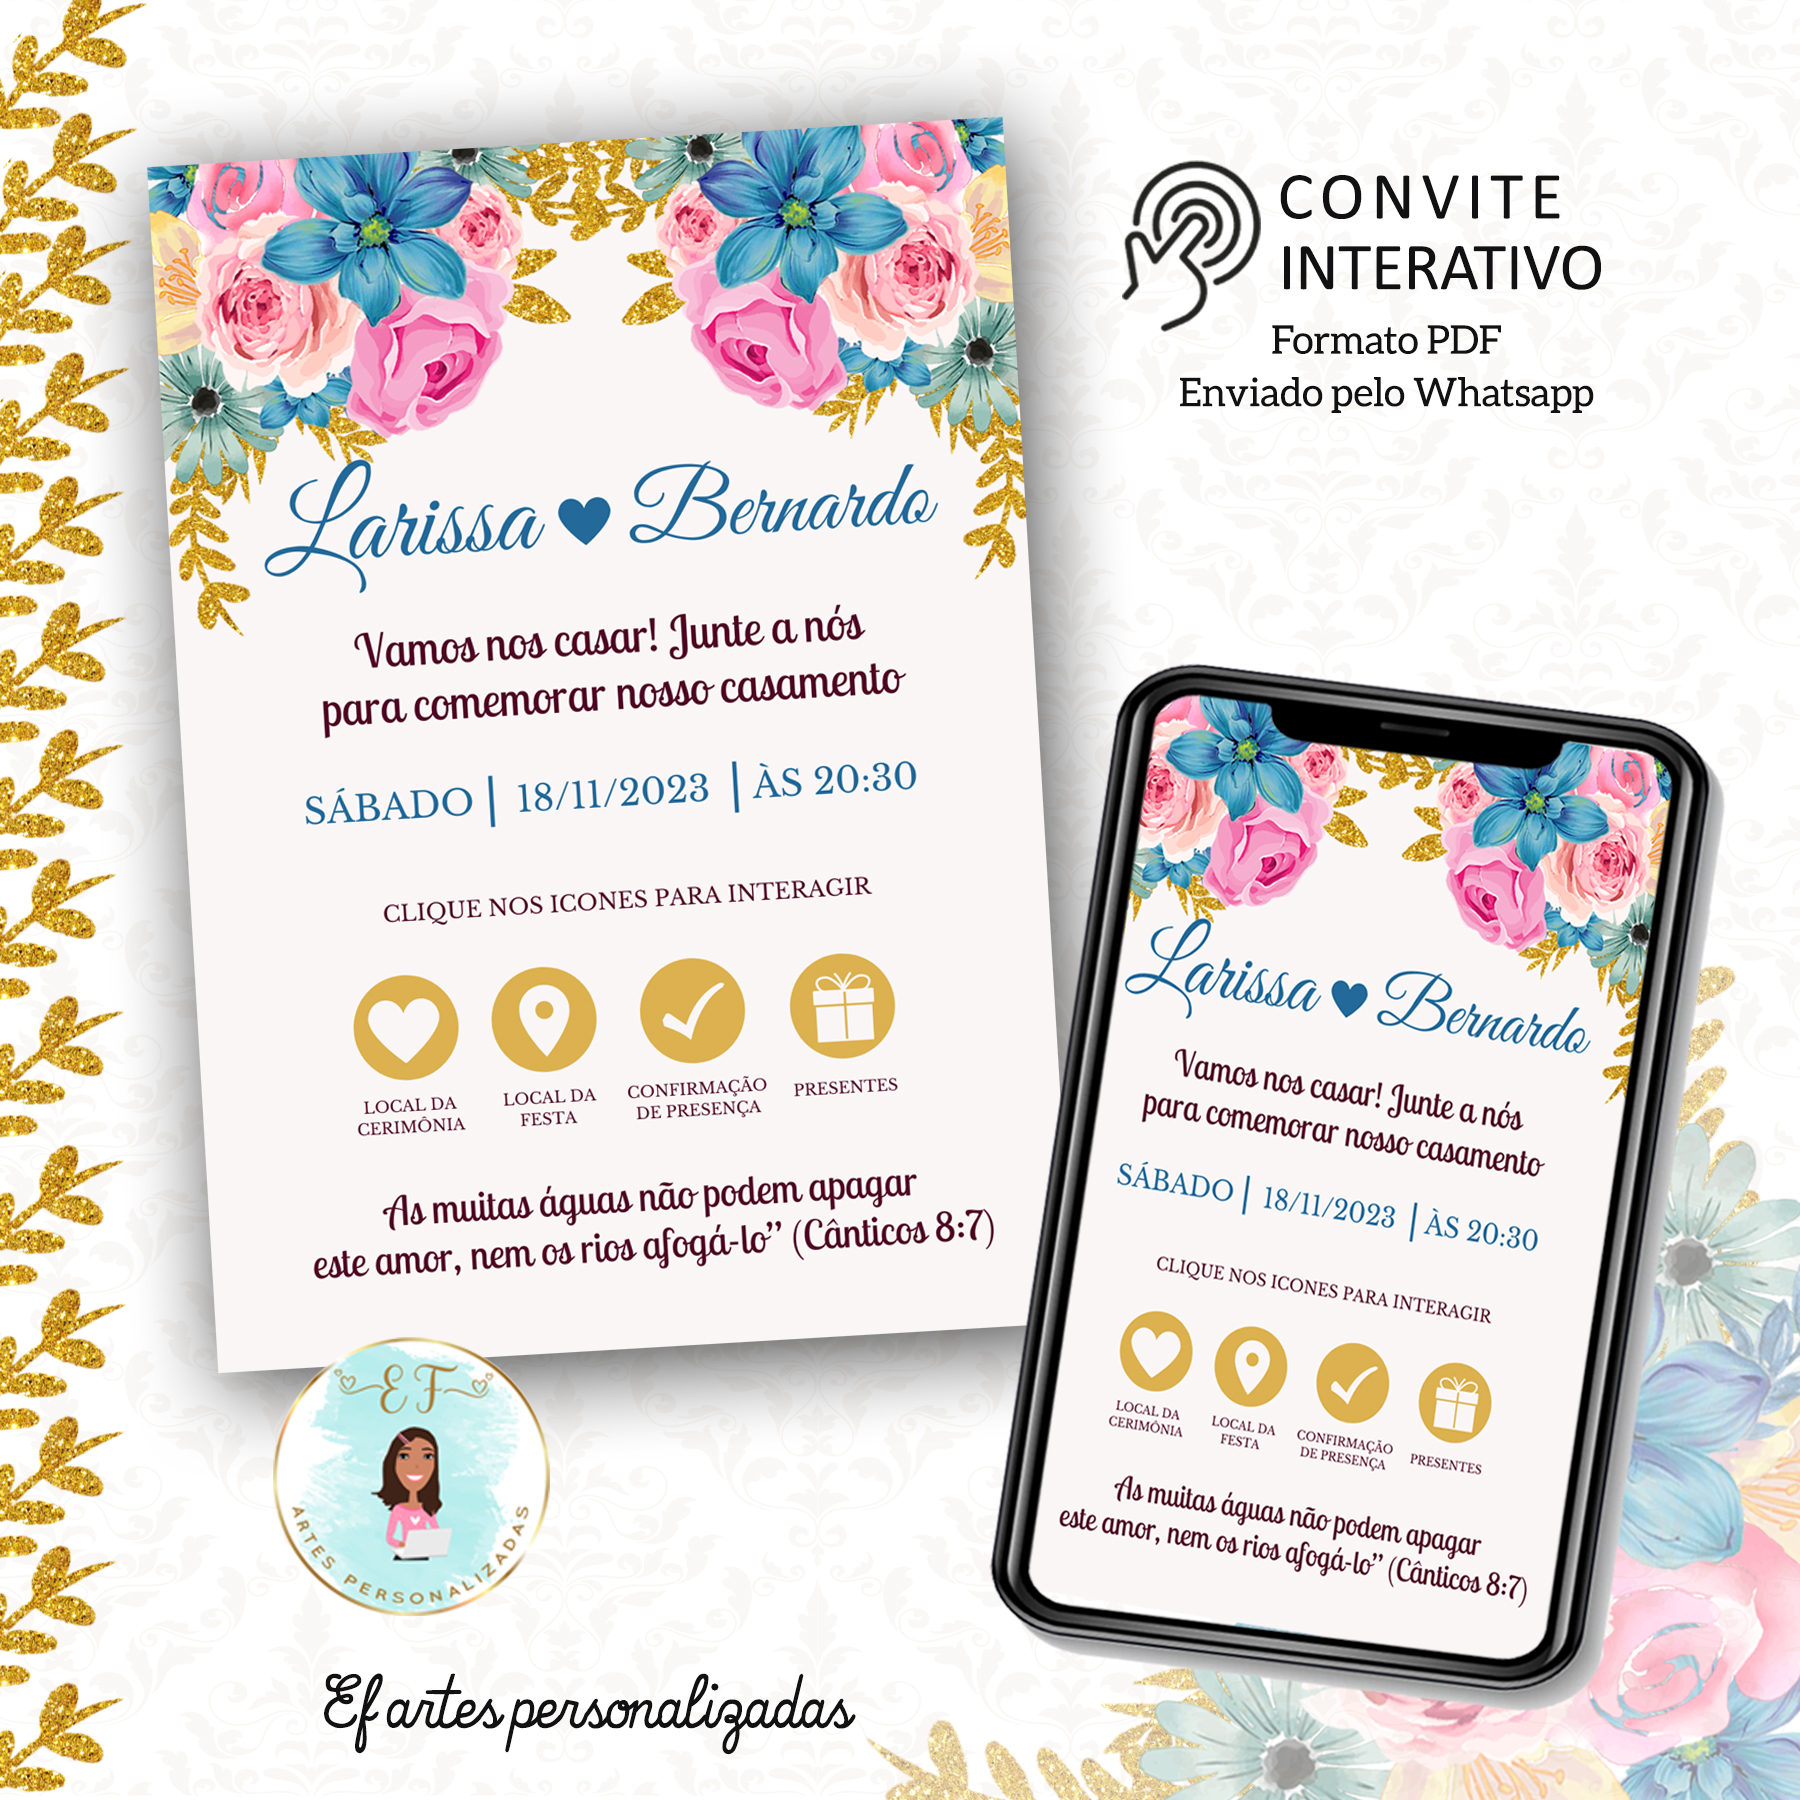 CONVITE
INTERATIVO
Formato PDF
Enviado pelo Whatsapp
Larissa Bernardo
Vamos nos casar! Junte a nós
para comemorar nosso casamento
SÁBADO | 18/11/2023 | ÀS 20:30
CLIQUE NOS ICONES PARA INTERAGIR
LOCAL DA
CERIMÔNIA
LOCAL DA
FESTA
CONFIRMAÇÃO
DE PRESENÇA
PRESENTES
As muitas águas não podem apagar
este amor, nem os rios afogá-lo” (Cânticos 8:7)
Larissa Bernardo
Vamos nos casar! Junte a nós
para comemorar nosso casamento
SÁBADO | 18/11/2023 | ÀS 20:30
CLIQUE NOS ICONES PARA INTERAGIR
LOCAL DA
CERIMÔNIA
LOCAL DA
FESTA
CONFIRMAÇÃO
DE PRESENÇA
PRESENTES
As muitas águas não podem apagar
este amor, nem os rios afogá-lo” (Cânticos 8:7)
EF
ARTES PERSONALIZADAS
Ef artes personalizadas